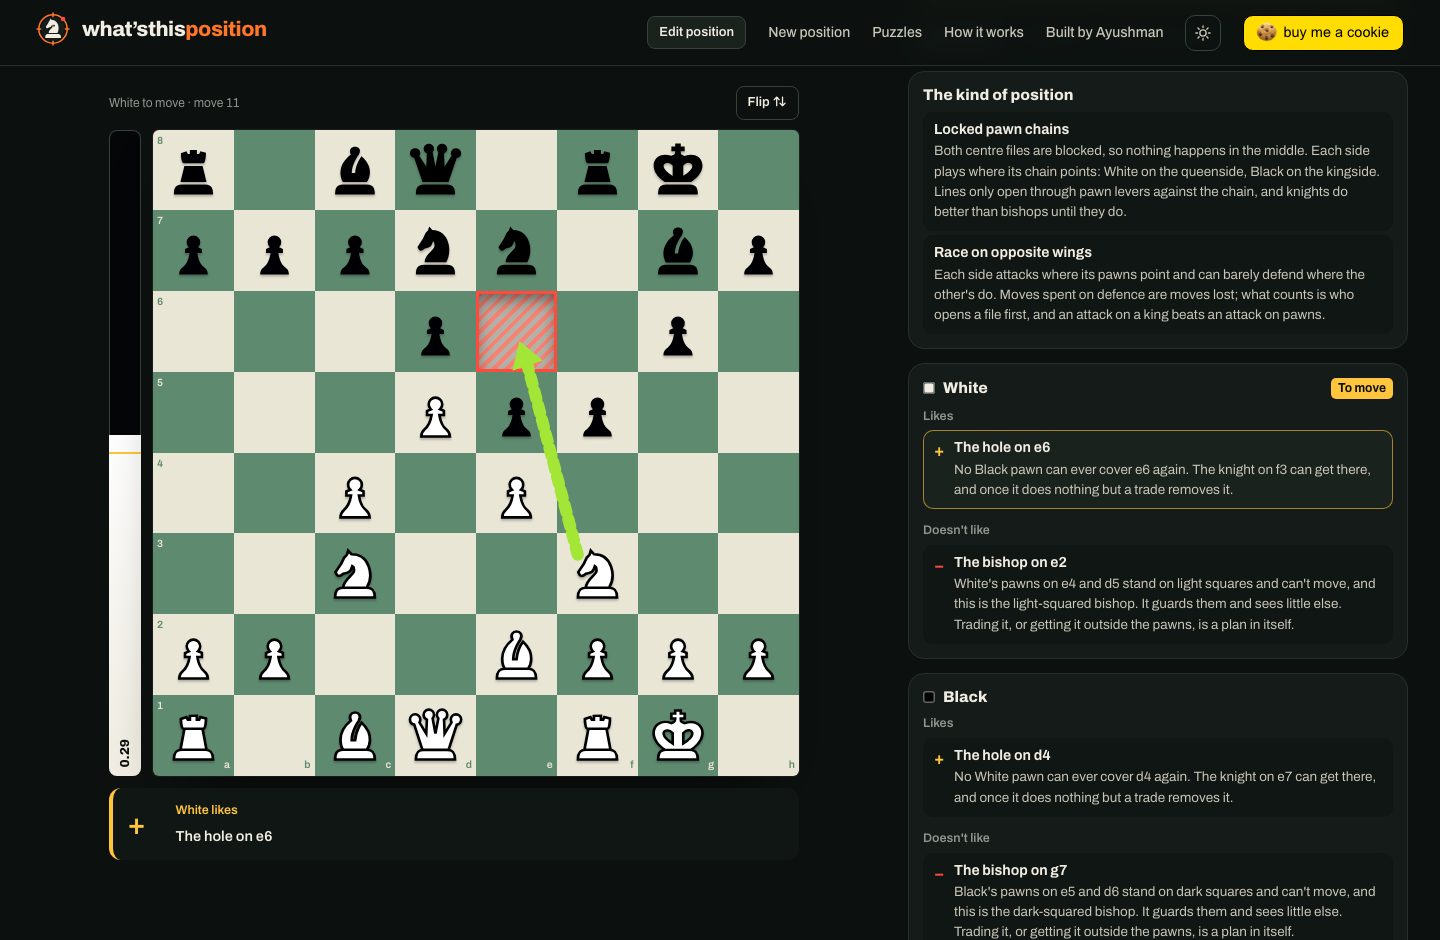 what'sthisposition
Edit position
New position
Puzzles
How it works
Built by Ayushman
buy me a cookie
White to move · move 11
Flip
8
7
6
5
4
3
2
1
a
b
c
d
e
f
g
h
0.29
White likes
The hole on e6
The kind of position
Locked pawn chains
Both centre files are blocked, so nothing happens in the middle. Each side
plays where its chain points: White on the queenside, Black on the kingside.
Lines only open through pawn levers against the chain, and knights do
better than bishops until they do.
Race on opposite wings
Each side attacks where its pawns point and can barely defend where the
other's do. Moves spent on defence are moves lost; what counts is who
opens a file first, and an attack on a king beats an attack on pawns.
White
To move
Likes
+ The hole on e6
No Black pawn can ever cover e6 again. The knight on f3 can get there,
and once it does nothing but a trade removes it.
Doesn't like
– The bishop on e2
White's pawns on e4 and d5 stand on light squares and can't move, and
this is the light-squared bishop. It guards them and sees little else.
Trading it, or getting it outside the pawns, is a plan in itself.
Black
Likes
+ The hole on d4
No White pawn can ever cover d4 again. The knight on e7 can get there,
and once it does nothing but a trade removes it.
Doesn't like
– The bishop on g7
Black's pawns on e5 and d6 stand on dark squares and can't move, and
this is the dark-squared bishop. It guards them and sees little else.
Trading it, or getting it outside the pawns, is a plan in itself.